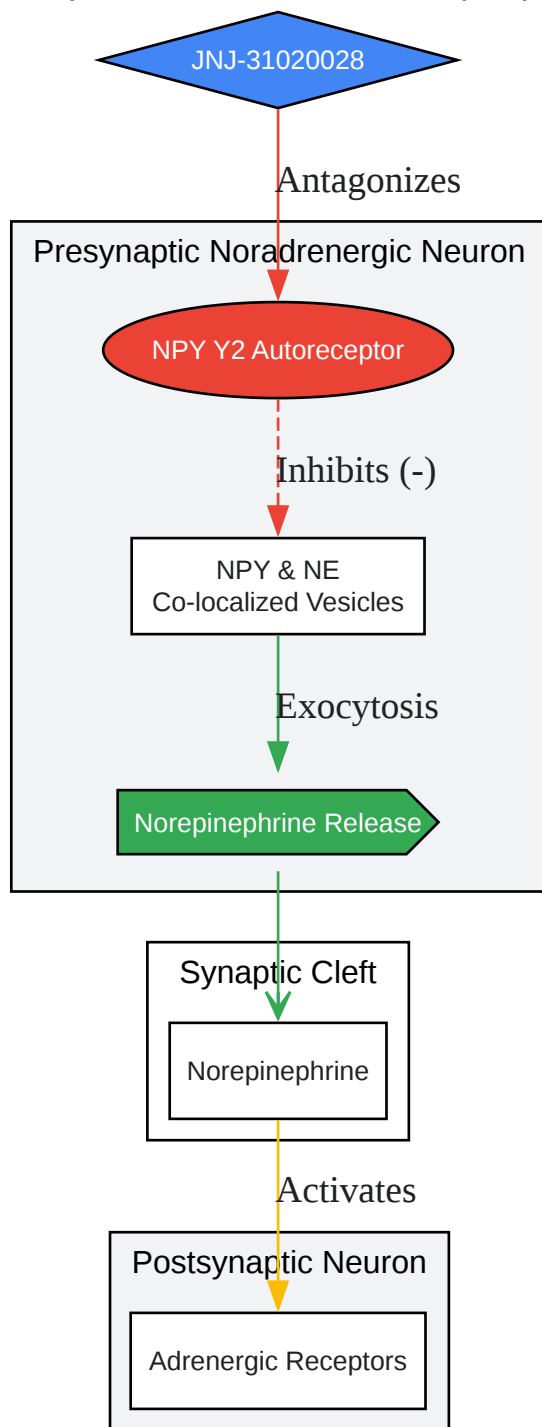 JNJ-31020028
Antagonizes
Presynaptic Noradrenergic Neuron
NPY Y2 Autoreceptor
Inhibits (-)
NPY & NE
Co-localized Vesicles
Exocytosis
Norepinephrine Release
Synaptic Cleft
Norepinephrine
Activates
Postsynaptic Neuron
Adrenergic Receptors